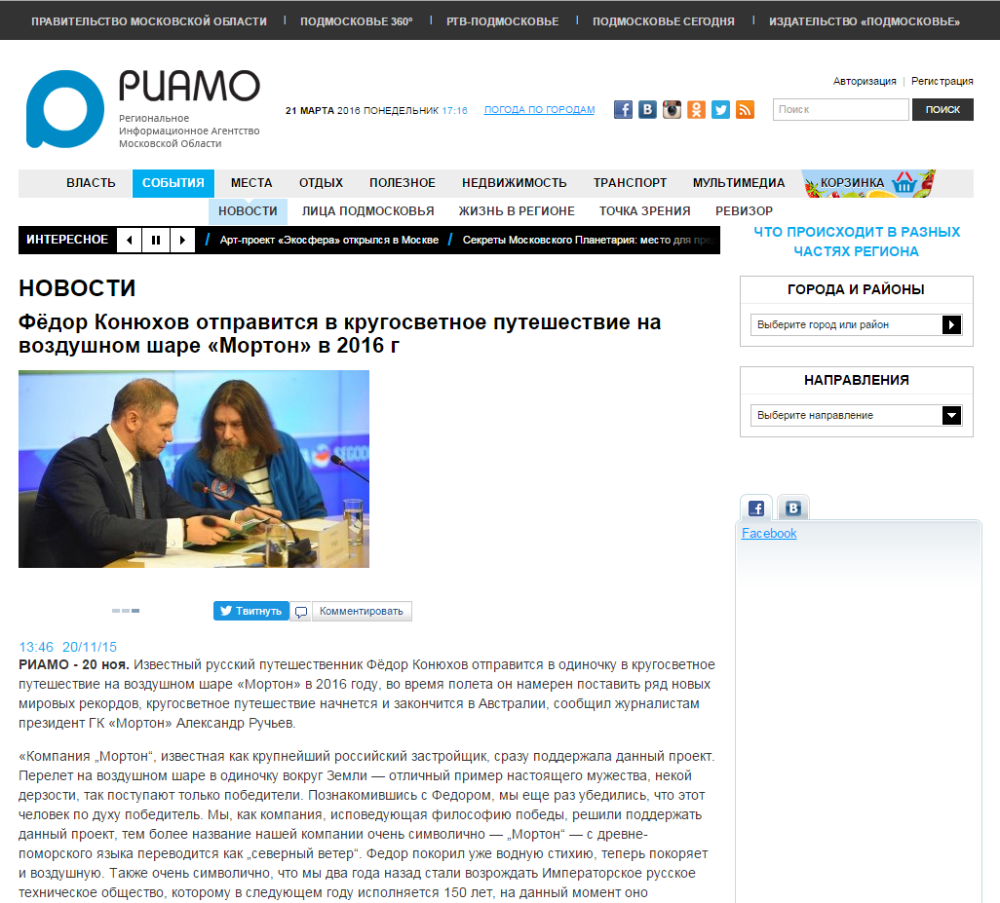 ПРАВИТЕЛЬСТВО МОСКОВСКОЙ ОБЛАСТИ | ПОДМОСКОВЬЕ 360° | РТВ-ПОДМОСКОВЬЕ | ПОДМОСКОВЬЕ СЕГОДНЯ | ИЗДАТЕЛЬСТВО «ПОДМОСКОВЬЕ»
РИАМО
Региональное
Информационное Агентство
Московской Области
21 МАРТА 2016 ПОНЕДЕЛЬНИК 17:16
ПОГОДА ПО ГОРОДАМ
Авторизация | Регистрация
Поиск
ПОИСК
ВЛАСТЬ СОБЫТИЯ МЕСТА ОТДЫХ ПОЛЕЗНОЕ НЕДВИЖИМОСТЬ ТРАНСПОРТ МУЛЬТИМЕДИА КОРЗИНКА
НОВОСТИ ЛИЦА ПОДМОСКОВЬЯ ЖИЗНЬ В РЕГИОНЕ ТОЧКА ЗРЕНИЯ РЕВИЗОР
ИНТЕРЕСНОЕ / Арт-проект «Экосфера» открылся в Москве / Секреты Московского Планетария: место для
ЧТО ПРОИСХОДИТ В РАЗНЫХ
ЧАСТЯХ РЕГИОНА
ГОРОДА И РАЙОНЫ
Выберите город или район
НАПРАВЛЕНИЯ
Выберите направление
Facebook
НОВОСТИ
Фёдор Конюхов отправится в кругосветное путешествие на
воздушном шаре «Мортон» в 2016 г
Твитнуть
Комментировать
13:46 20/11/15
РИАМО - 20 ноя. Известный русский путешественник Фёдор Конюхов отправится в одиночку в кругосветное
путешествие на воздушном шаре «Мортон» в 2016 году, во время полета он намерен поставить ряд новых
мировых рекордов, кругосветное путешествие начнется и закончится в Австралии, сообщил журналистам
президент ГК «Мортон» Александр Ручьев.
«Компания „Мортон“, известная как крупнейший российский застройщик, сразу поддержала данный проект.
Перелет на воздушном шаре в одиночку вокруг Земли — отличный пример настоящего мужества, некой
дерзости, так поступают только победители. Познакомившись с Федором, мы еще раз убедились, что этот
человек по духу победитель. Мы, как компания, исповедующая философию победы, решили поддержать
данный проект, тем более название нашей компании очень символично — „Мортон“ — с древне-
поморского языка переводится как „северный ветер“. Федор покорил уже водную стихию, теперь покоряет
и воздушную. Также очень символично, что мы два года назад стали возрождать Императорское русское
техническое общество, которому в следующем году исполняется 150 лет, на данный момент оно